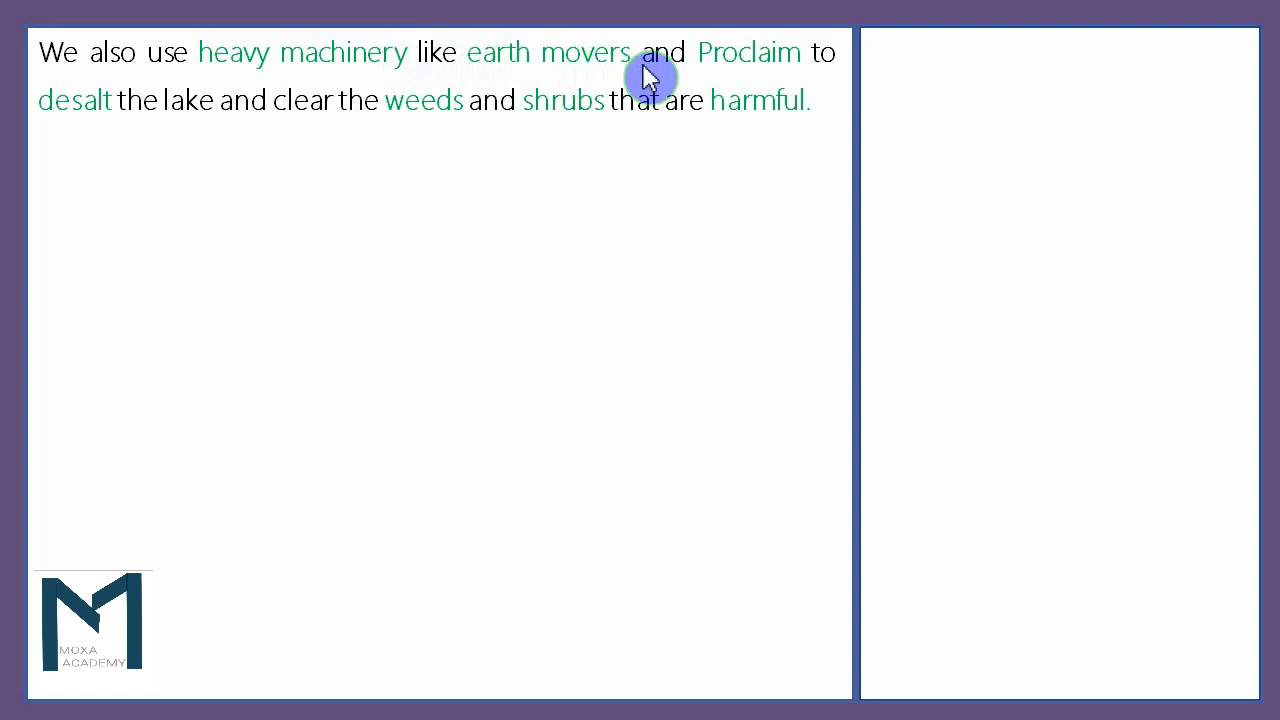 We also use heavy machinery like earth movers and Proclaim to
desalt the lake and clear the weeds and shrubs that are harmful.
MOXA
ACADEMY